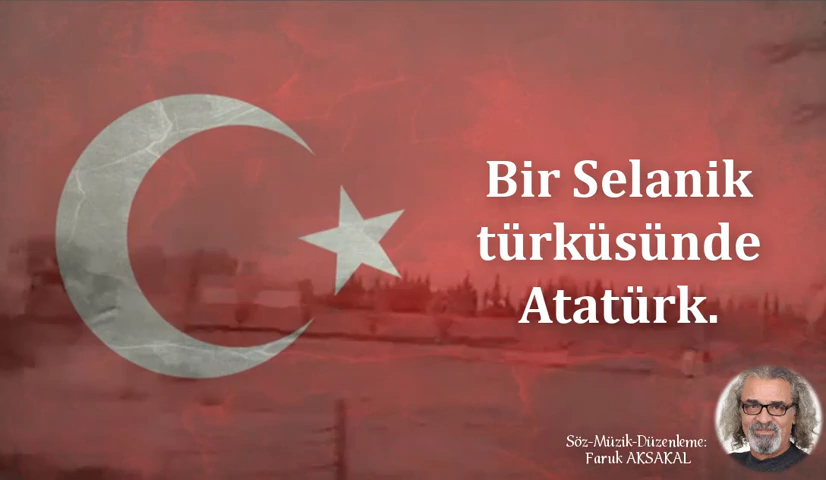 Bir Selanik
türküsünde
Atatürk.
Söz-Müzik-Düzenleme:
Faruk AKSAKAL